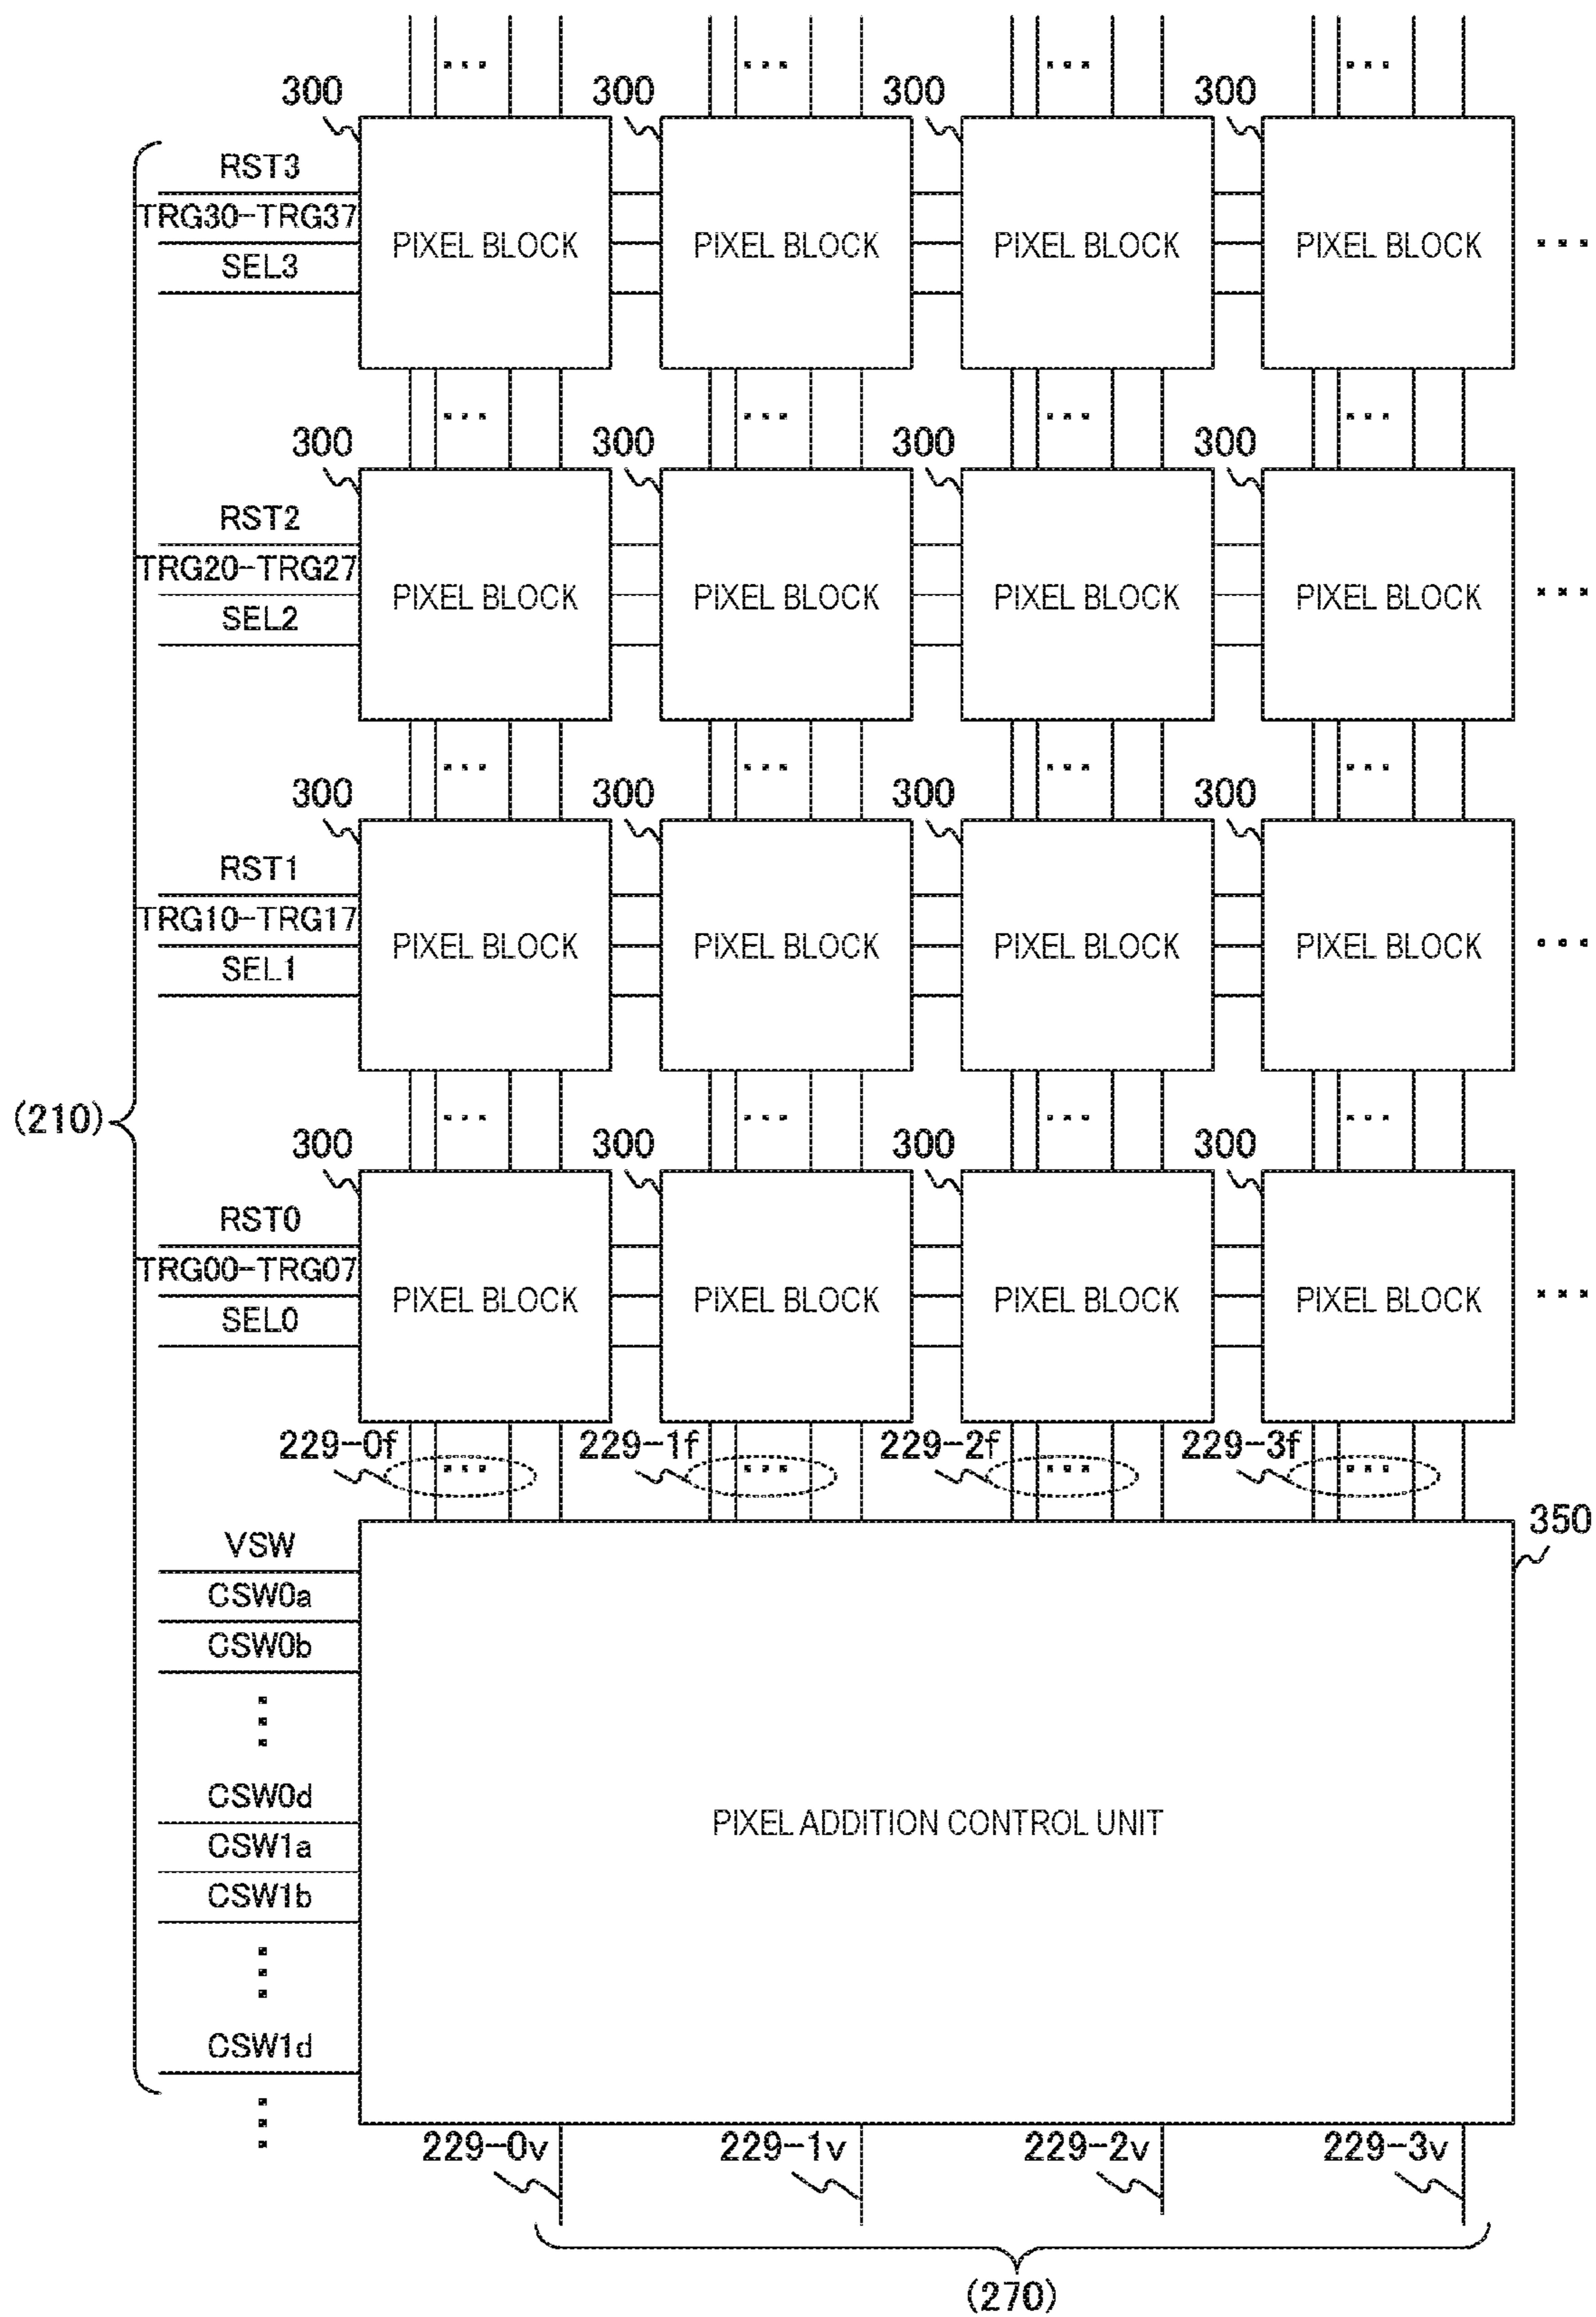 300 300 300 300
RST3
TRG30-TRG37
SEL3
PIXEL BLOCK PIXEL BLOCK PIXEL BLOCK PIXEL BLOCK
300 300 300 300
RST2
TRG20-TRG27
SEL2
PIXEL BLOCK PIXEL BLOCK PIXEL BLOCK PIXEL BLOCK
300 300 300 300
RST1
TRG10-TRG17
SEL1
PIXEL BLOCK PIXEL BLOCK PIXEL BLOCK PIXEL BLOCK
(210)
300 300 300 300
RST0
TRG00-TRG07
SEL0
PIXEL BLOCK PIXEL BLOCK PIXEL BLOCK PIXEL BLOCK
229-0f 229-1f 229-2f 229-3f
350
VSW
CSW0a
CSW0b
CSW0d
CSW1a
CSW1b
CSW1d
PIXEL ADDITION CONTROL UNIT
229-0v 229-1v 229-2v 229-3v
(270)